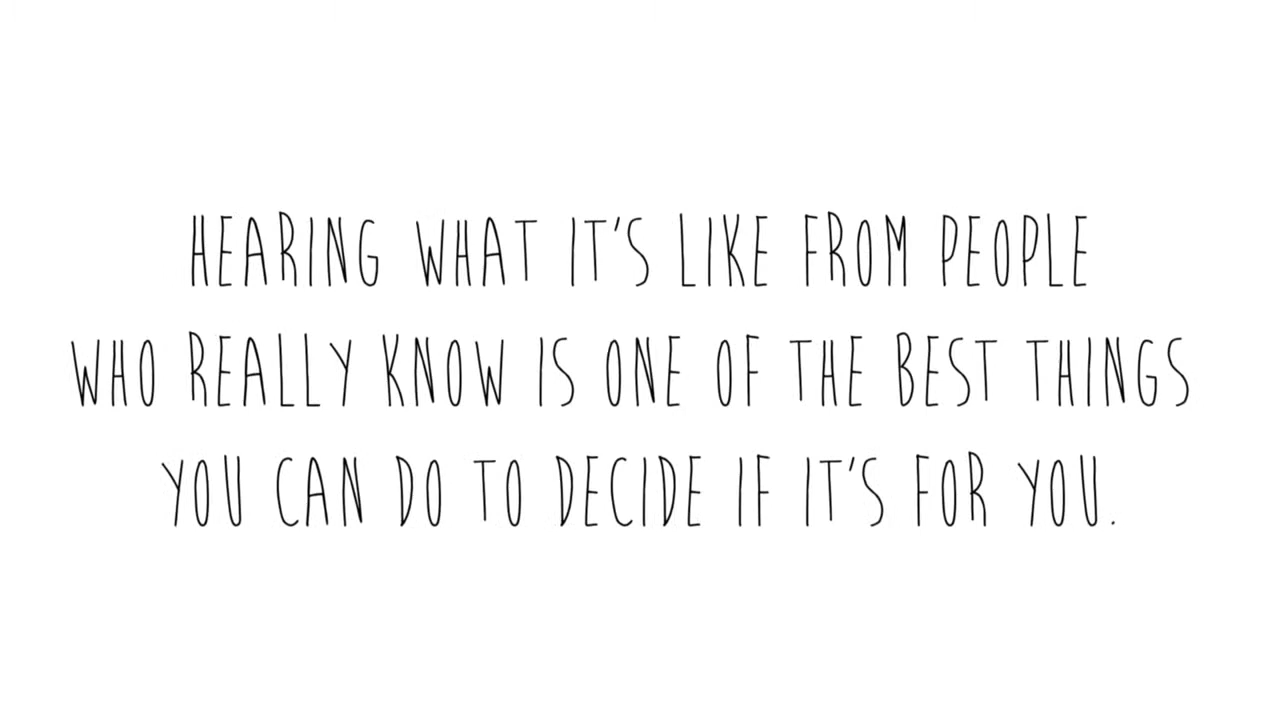 HEARING WHAT IT'S LIKE FROM PEOPLE
WHO REALLY KNOW IS ONE OF THE BEST THINGS
YOU CAN DO TO DECIDE IF IT'S FOR YOU.